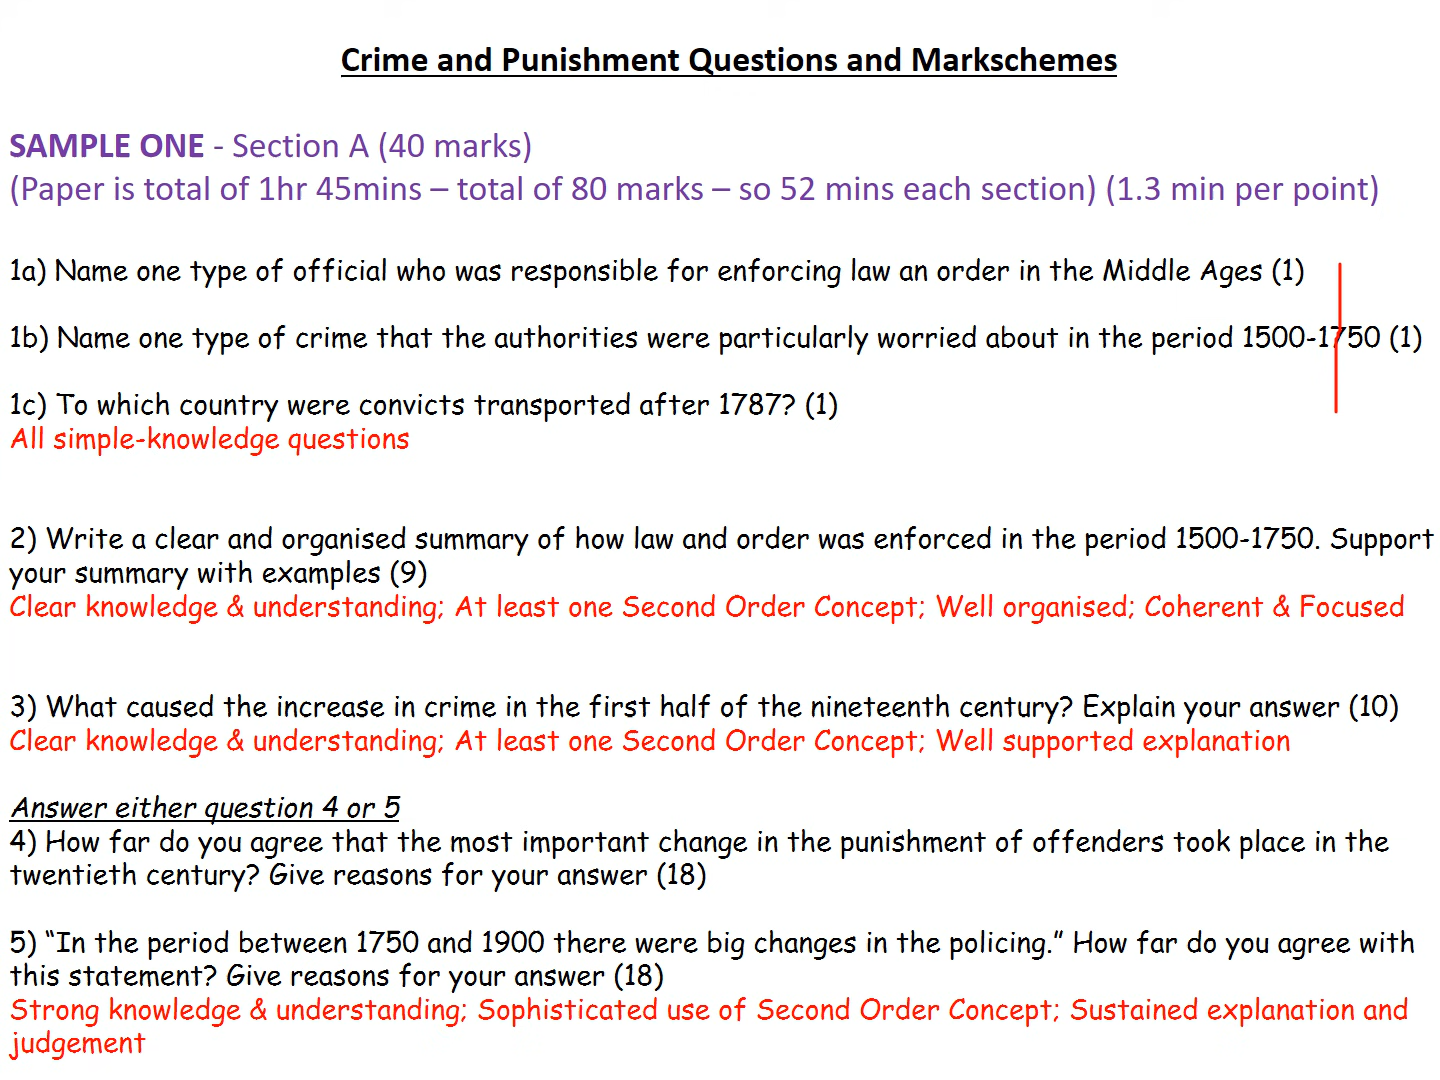 Crime and Punishment Questions and Markschemes
SAMPLE ONE - Section A (40 marks)
(Paper is total of 1hr 45mins – total of 80 marks – so 52 mins each section) (1.3 min per point)
1a) Name one type of official who was responsible for enforcing law an order in the Middle Ages (1)
1b) Name one type of crime that the authorities were particularly worried about in the period 1500-1750 (1)
1c) To which country were convicts transported after 1787? (1)
All simple-knowledge questions
2) Write a clear and organised summary of how law and order was enforced in the period 1500-1750. Support
your summary with examples (9)
Clear knowledge & understanding; At least one Second Order Concept; Well organised; Coherent & Focused
3) What caused the increase in crime in the first half of the nineteenth century? Explain your answer (10)
Clear knowledge & understanding; At least one Second Order Concept; Well supported explanation
Answer either question 4 or 5
4) How far do you agree that the most important change in the punishment of offenders took place in the
twentieth century? Give reasons for your answer (18)
5) “In the period between 1750 and 1900 there were big changes in the policing.” How far do you agree with
this statement? Give reasons for your answer (18)
Strong knowledge & understanding; Sophisticated use of Second Order Concept; Sustained explanation and
judgement